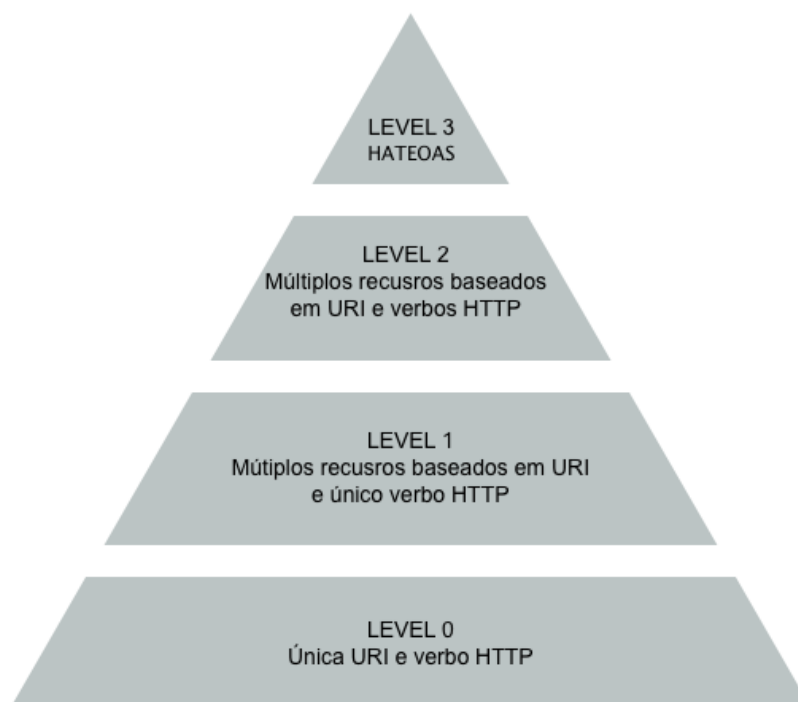 LEVEL 3
HATEOAS
LEVEL 2
Múltiplos recusros baseados
em URI e verbos HTTP
LEVEL 1
Mútiplos recusros baseados em URI
e único verbo HTTP
LEVEL 0
Única URI e verbo HTTP